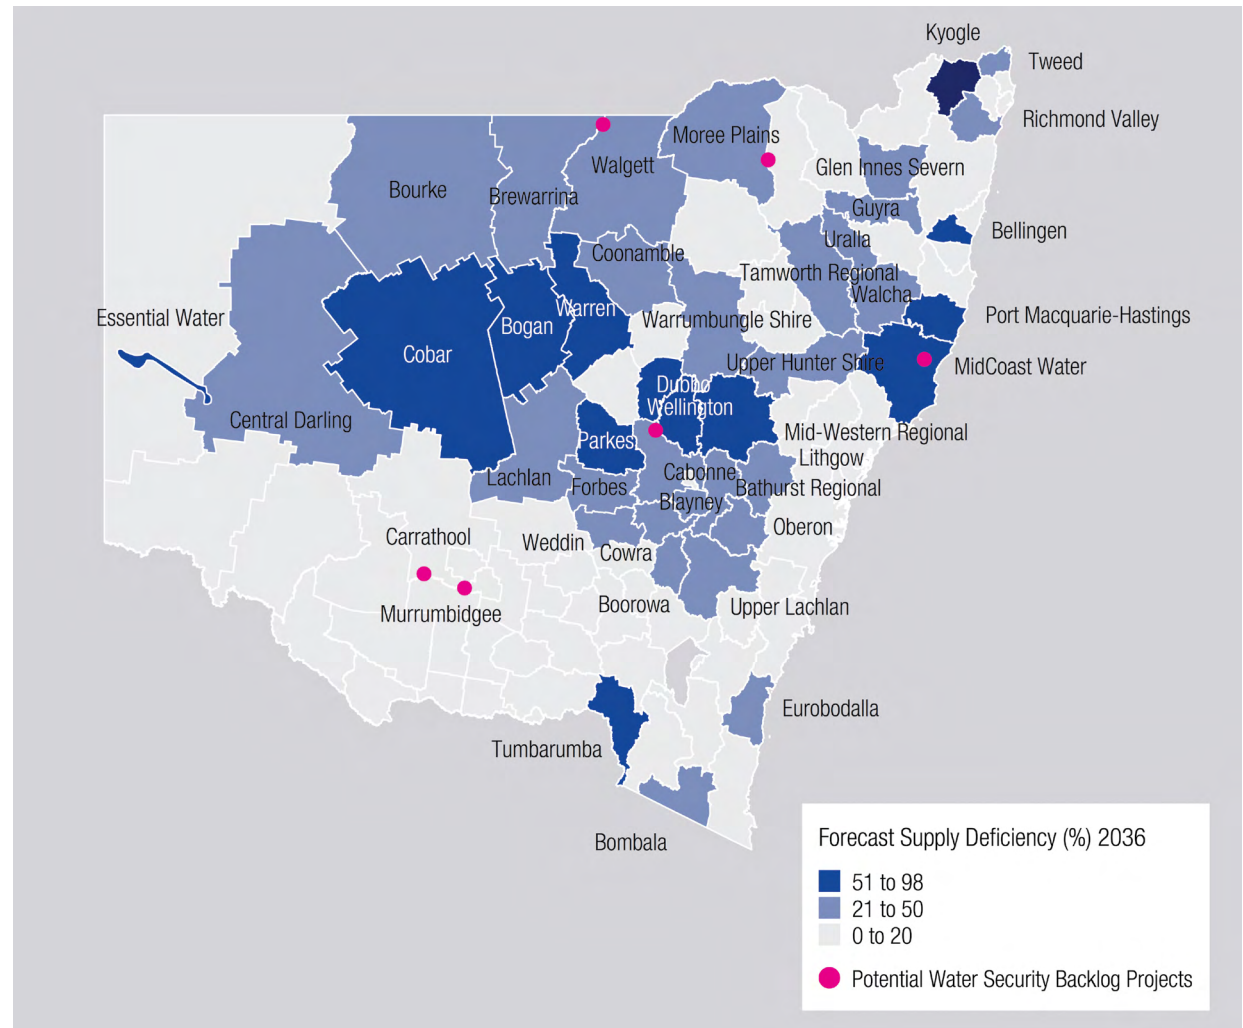 Kyogle
Tweed
Richmond Valley
Moree Plains
Walgett
Glen Innes Severn
Bourke
Brewarrina
Guyra
Bellingen
Uralla
Coonamble
Tamworth Regional
Walcha
Essential Water
Warren
Warrumbungle Shire
Port Macquarie-Hastings
Bogan
Cobar
Upper Hunter Shire
MidCoast Water
Dubbo
Wellington
Central Darling
Parkes
Mid-Western Regional
Lithgow
Lachlan
Forbes
Cabonne
Bathurst Regional
Blayney
Carrathool
Weddin
Cowra
Oberon
Murrumbidgee
Boorowa
Upper Lachlan
Eurobodalla
Tumbarumba
Bombala
Forecast Supply Deficiency (%) 2036
51 to 98
21 to 50
0 to 20
Potential Water Security Backlog Projects